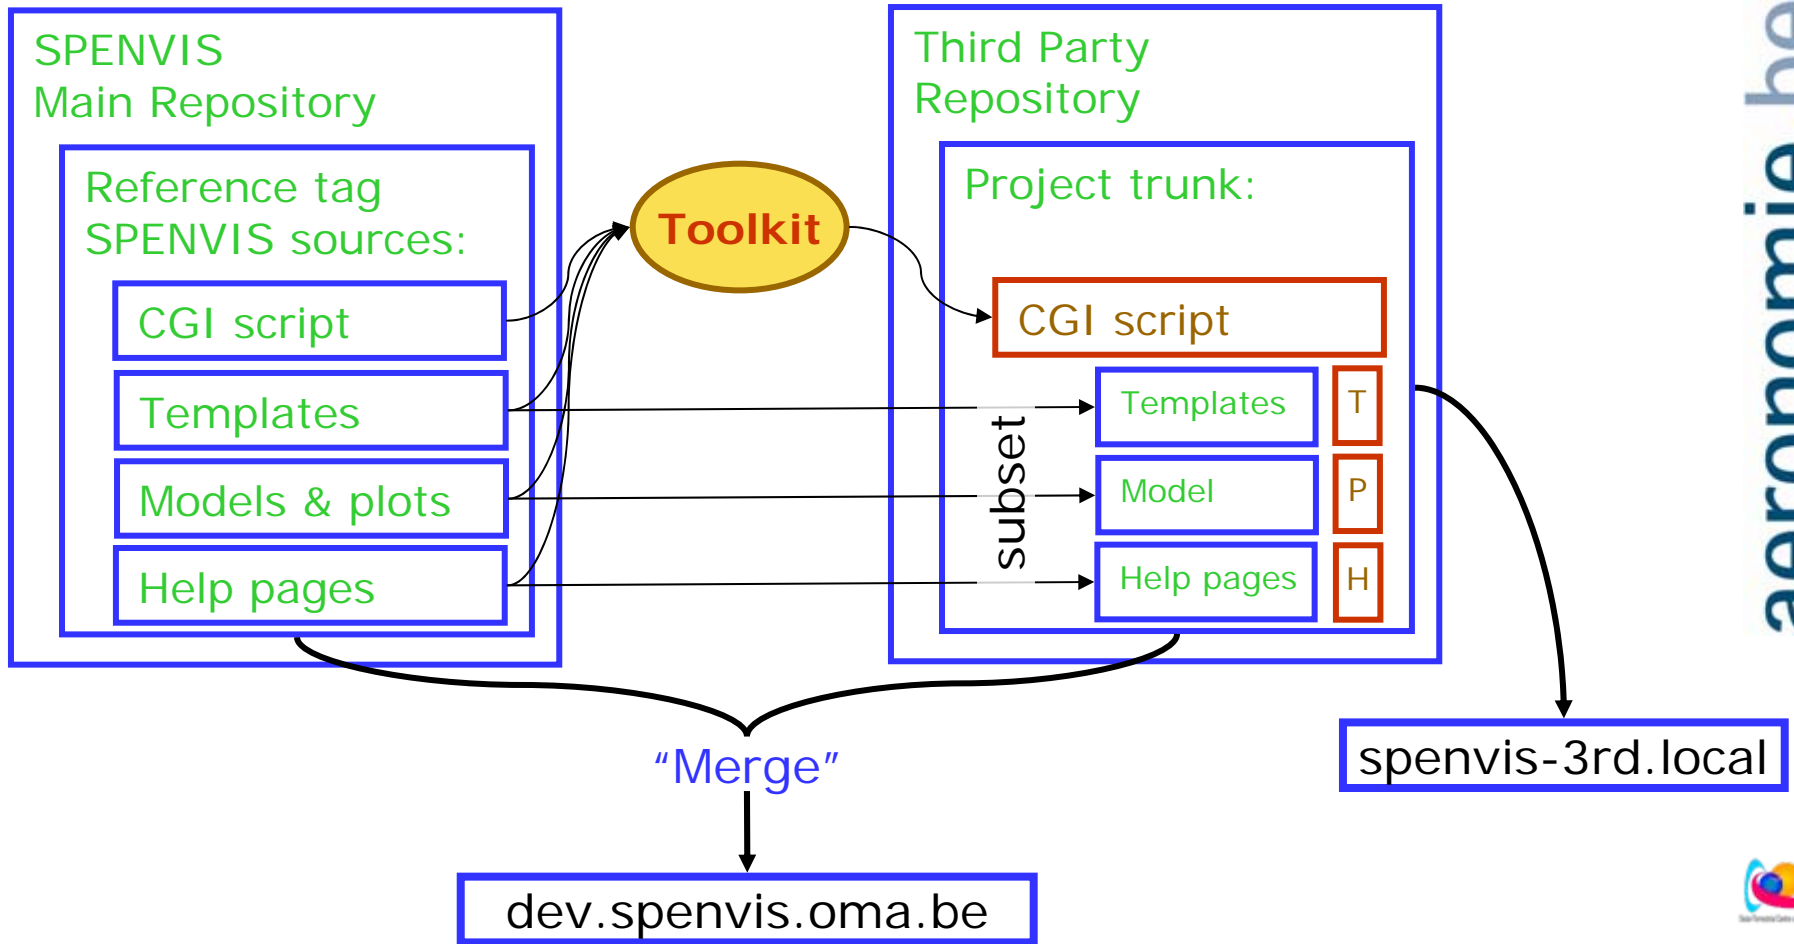 SPENVIS
Main Repository
Reference tag
SPENVIS sources:
CGI script
Templates
Models & plots
Help pages
Toolkit
subset
Third Party
Repository
Project trunk:
CGI script
Templates
T
Model
P
Help pages
H
“Merge”
dev.spenvis.oma.be
spenvis-3rd.local
aeronomie be